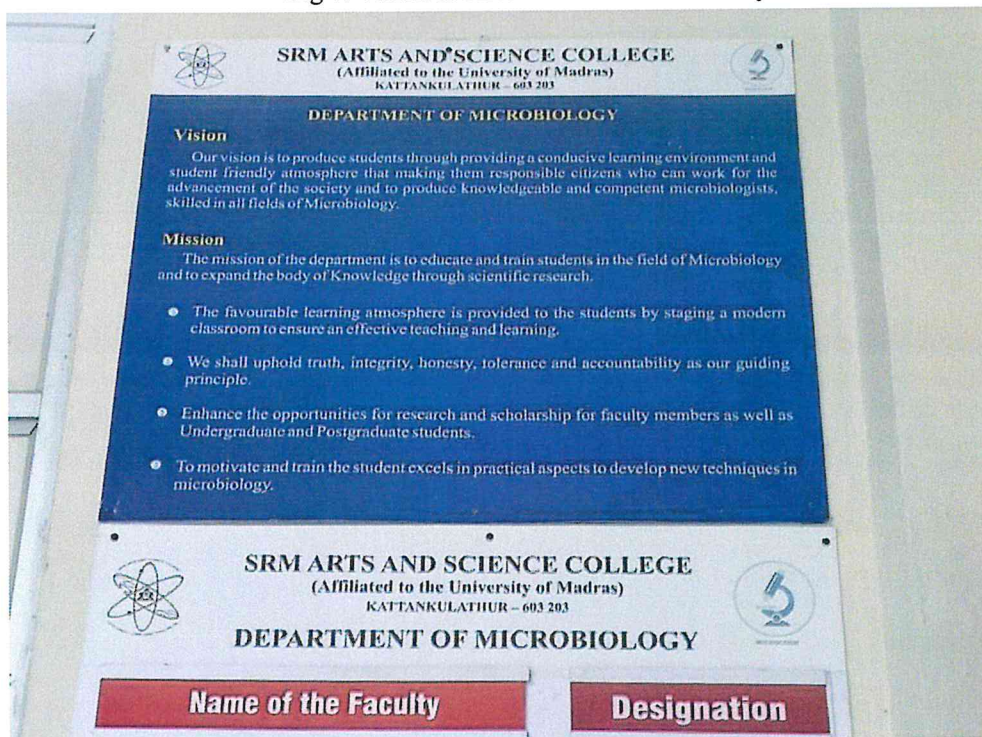 SRM ARTS AND SCIENCE COLLEGE
(Affiliated to the University of Madras)
KATTANKULATHUR – 603 203
DEPARTMENT OF MICROBIOLOGY
Vision
Our vision is to produce students through providing a conducive learning environment and
student friendly atmosphere that making them responsible citizens who can work for the
advancement of the society and to produce knowledgeable and competent microbiologists,
skilled in all fields of Microbiology.
Mission
The mission of the department is to educate and train students in the field of Microbiology
and to expand the body of Knowledge through scientific research.
The favourable learning atmosphere is provided to the students by staging a modern
classroom to ensure an effective teaching and learning.
We shall uphold truth, integrity, honesty, tolerance and accountability as our guiding
principle.
Enhance the opportunities for research and scholarship for faculty members as well as
Undergraduate and Postgraduate students.
To motivate and train the student excels in practical aspects to develop new techniques in
microbiology.
SRM ARTS AND SCIENCE COLLEGE
(Affiliated to the University of Madras)
KATTANKULATHUR – 603 203
DEPARTMENT OF MICROBIOLOGY
Name of the Faculty
Designation